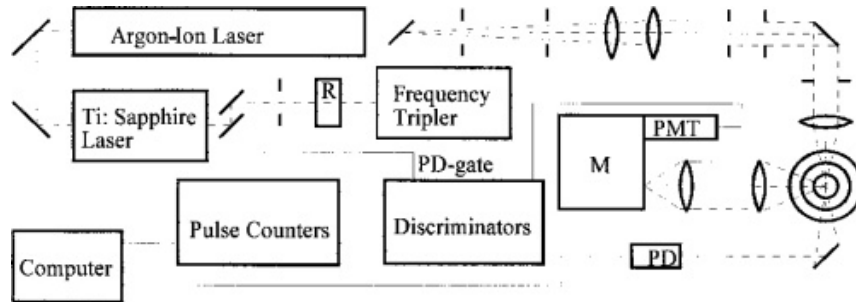 Argon-Ion Laser
R
Frequency
Tripler
Ti: Sapphire
Laser
PMT
M
PD-gate
Pulse Counters
Discriminators
PD
Computer